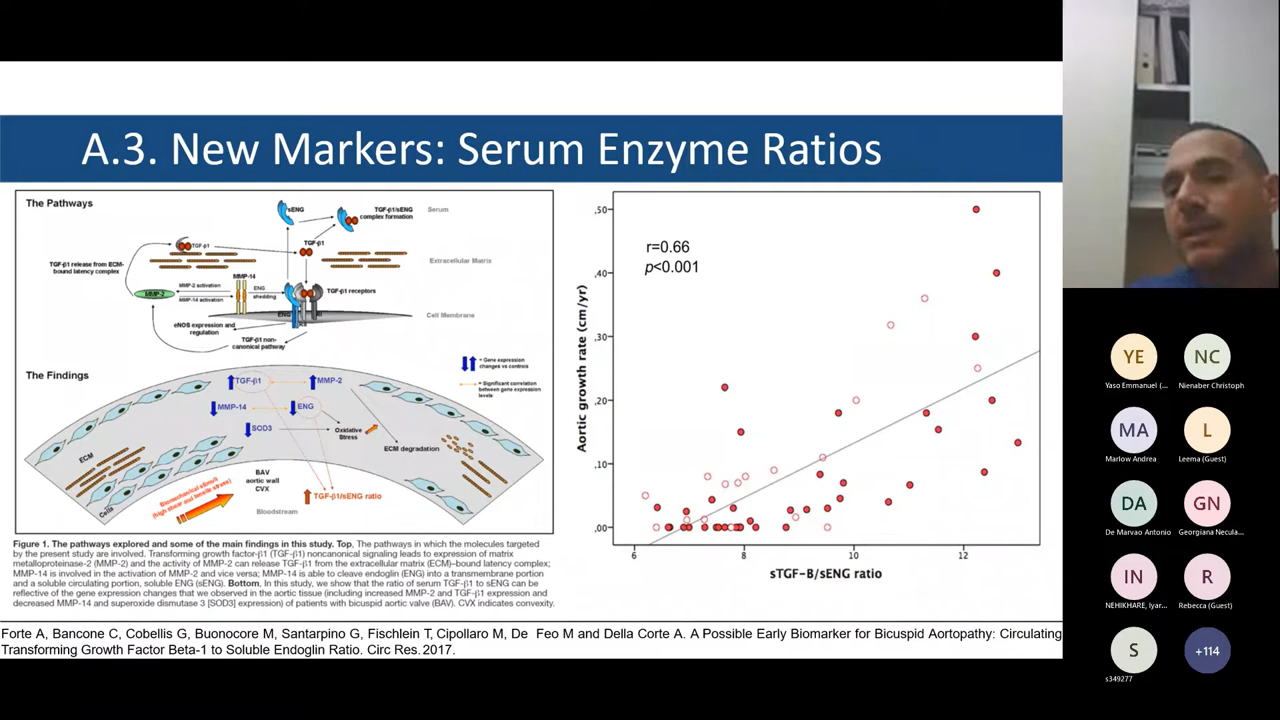 A.3. New Markers: Serum Enzyme Ratios
The Pathways
sENG
TGF-β1/sENG
complex formation
Serum
TGF-β1
TGF-β1
TGF-β1 release from ECM-
bound latency complex
Extracellular Matrix
MMP-14
MMP-2 activation
ENG
shedding
TGF-β1 receptors
MMP-2
MMP-14 activation
ENG
Cell Membrane
eNOS expression and
regulation
TGF-β1 non-
canonical pathway
The Findings
= Gene expression
changes vs controls
= Significant correlation
between gene expression
levels
TGF-β1
MMP-2
MMP-14
ENG
SOD3
Oxidative
Stress
ECM degradation
ECM
Cells
Biomechanical stimuli
(high shear and tensile stress)
BAV
aortic wall
CVX
TGF-β1/sENG ratio
Bloodstream
Figure 1. The pathways explored and some of the main findings in this study. Top, The pathways in which the molecules targeted
by the present study are involved. Transforming growth factor-β1 (TGF-β1) noncanonical signaling leads to expression of matrix
metalloproteinase-2 (MMP-2) and the activity of MMP-2 can release TGF-β1 from the extracellular matrix (ECM)–bound latency complex;
MMP-14 is involved in the activation of MMP-2 and vice versa; MMP-14 is able to cleave endoglin (ENG) into a transmembrane portion
and a soluble circulating portion, soluble ENG (sENG). Bottom, In this study, we show that the ratio of serum TGF-β1 to sENG can be
reflective of the gene expression changes that we observed in the aortic tissue (including increased MMP-2 and TGF-β1 expression and
decreased MMP-14 and superoxide dismutase 3 [SOD3] expression) of patients with bicuspid aortic valve (BAV). CVX indicates convexity.
r=0.66
p<0.001
Aortic growth rate (cm/yr)
,50
,40
,30
,20
,10
,00
6
8
10
12
sTGF-B/sENG ratio
Forte A, Bancone C, Cobellis G, Buonocore M, Santarpino G, Fischlein T, Cipollaro M, De Feo M and Della Corte A. A Possible Early Biomarker for Bicuspid Aortopathy: Circulating
Transforming Growth Factor Beta-1 to Soluble Endoglin Ratio. Circ Res. 2017.
YE
NC
Yaso Emmanuel (...
Nienaber Christoph
MA
L
Marlow Andrea
Leema (Guest)
DA
GN
De Marvao Antonio
Georgiana Necula...
IN
R
NEHIKHARE, Iyar...
Rebecca (Guest)
S
+114
s349277